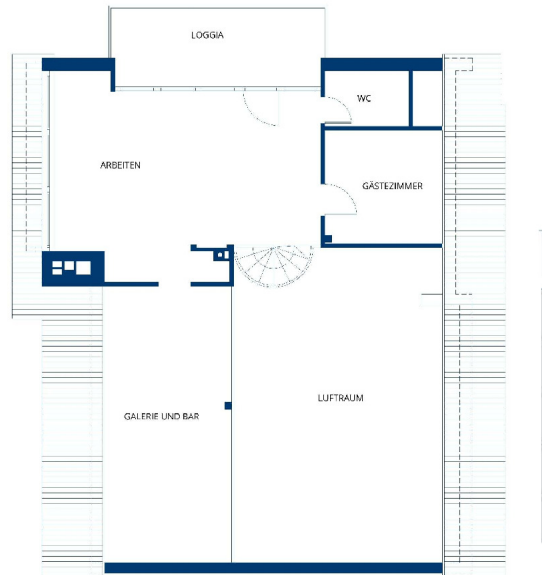 LOGGIA
WC
ARBEITEN
GÄSTEZIMMER
LUFTRAUM
GALERIE UND BAR